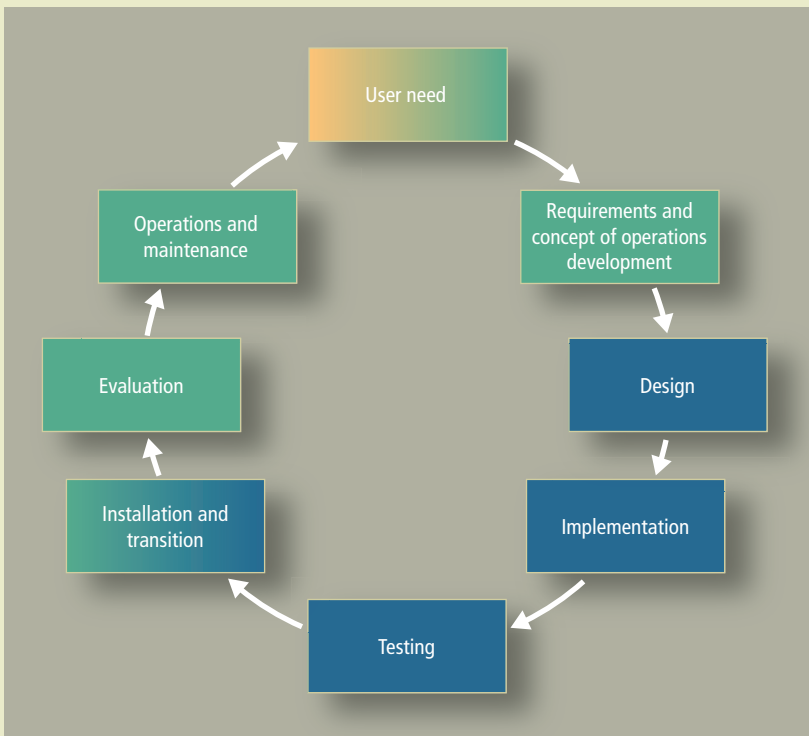 User need
Requirements and
concept of operations
development
Design
Implementation
Testing
Installation and
transition
Evaluation
Operations and
maintenance